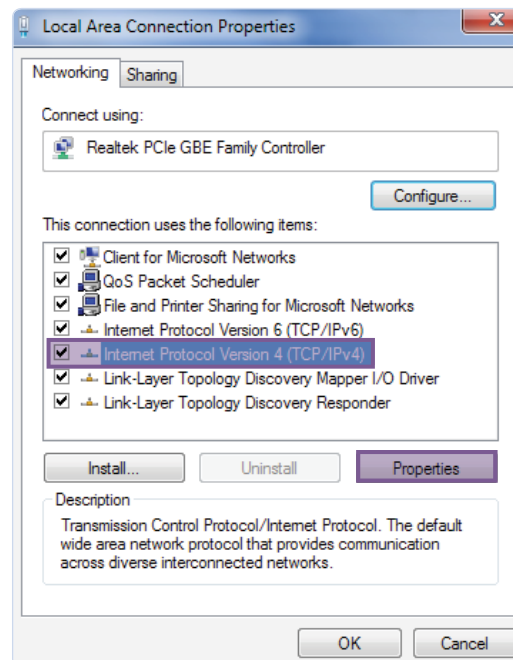 Local Area Connection Properties
Networking
Sharing
Connect using:
Realtek PCIe GBE Family Controller
Configure...
This connection uses the following items:
Client for Microsoft Networks
QoS Packet Scheduler
File and Printer Sharing for Microsoft Networks
Internet Protocol Version 6 (TCP/IPv6)
Internet Protocol Version 4 (TCP/IPv4)
Link-Layer Topology Discovery Mapper I/O Driver
Link-Layer Topology Discovery Responder
Install...
Uninstall
Properties
Description
Transmission Control Protocol/Internet Protocol. The default
wide area network protocol that provides communication
across diverse interconnected networks.
OK
Cancel